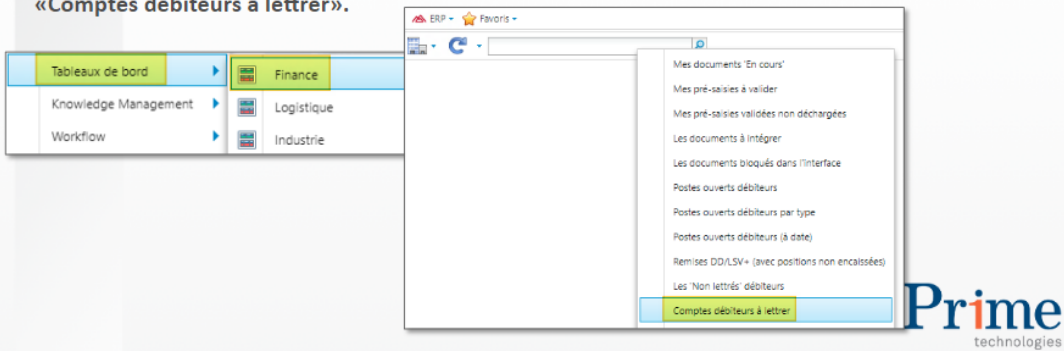 «Comptes débiteurs à lettrer».
Tableaux de bord
Knowledge Management
Workflow
Finance
Logistique
Industrie
ERP
Favoris
Mes documents 'En cours'
Mes pré-saisies à valider
Mes pré-saisies validées non déchargées
Les documents à intégrer
Les documents bloqués dans l'interface
Postes ouverts débiteurs
Postes ouverts débiteurs par type
Postes ouverts débiteurs (à date)
Remises DD/LSV+ (avec positions non encaissées)
Les 'Non lettrés' débiteurs
Comptes débiteurs à lettrer
Prime
technologies